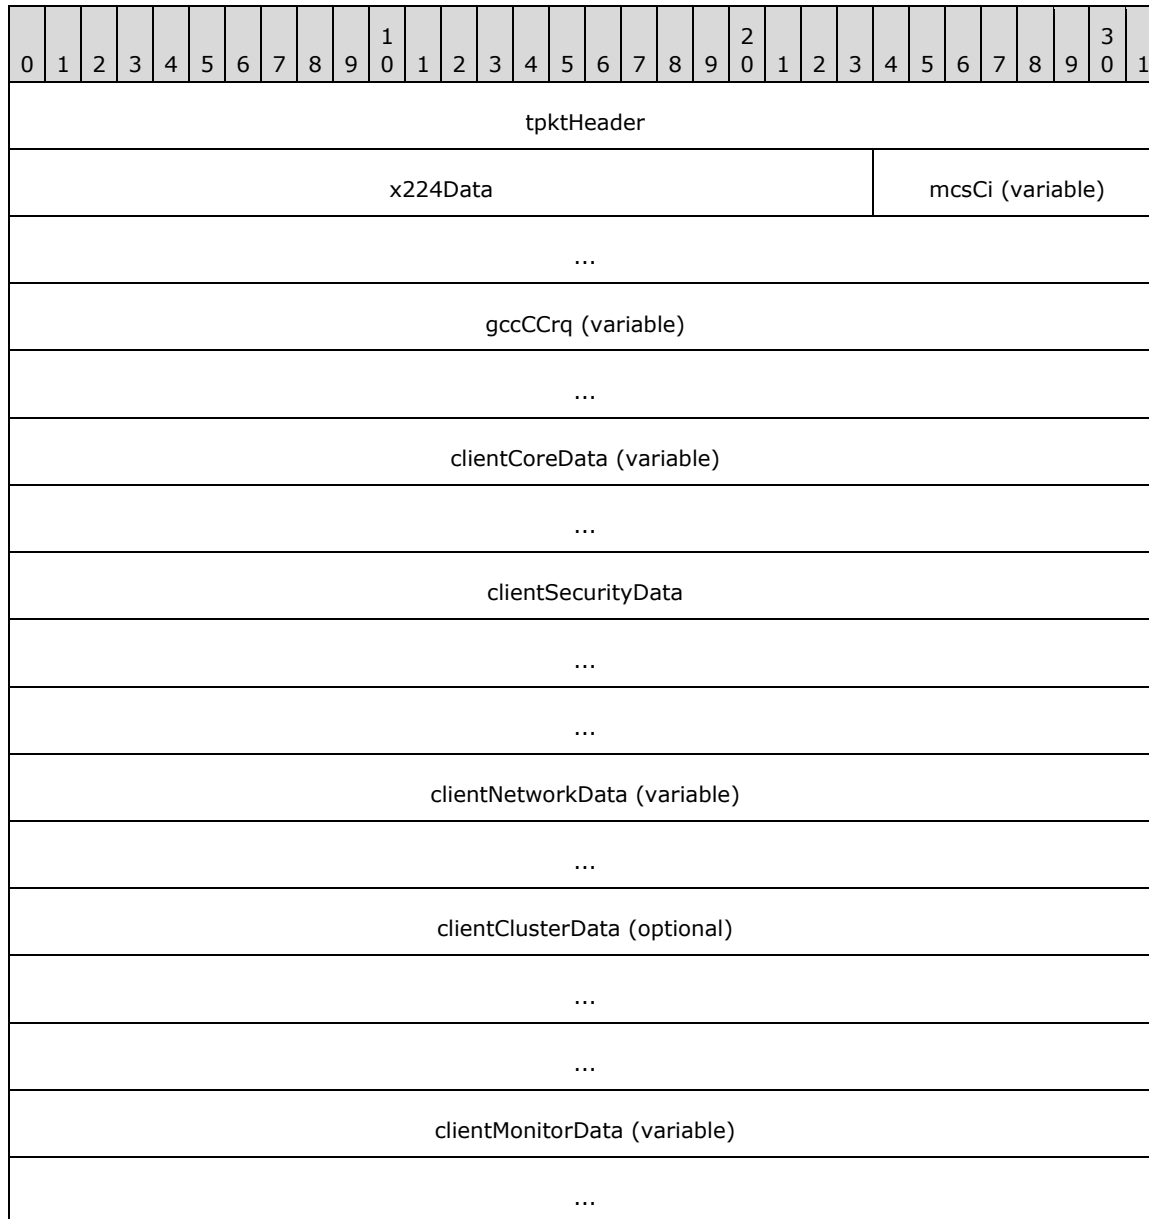 1 2 3
0 1 2 3 4 5 6 7 8 9 0 1 2 3 4 5 6 7 8 9 0 1 2 3 4 5 6 7 8 9 0 1
tpktHeader
x224Data mcsCi (variable)
...
gccCCrq (variable)
...
clientCoreData (variable)
...
clientSecurityData
...
...
clientNetworkData (variable)
...
clientClusterData (optional)
...
...
clientMonitorData (variable)
...